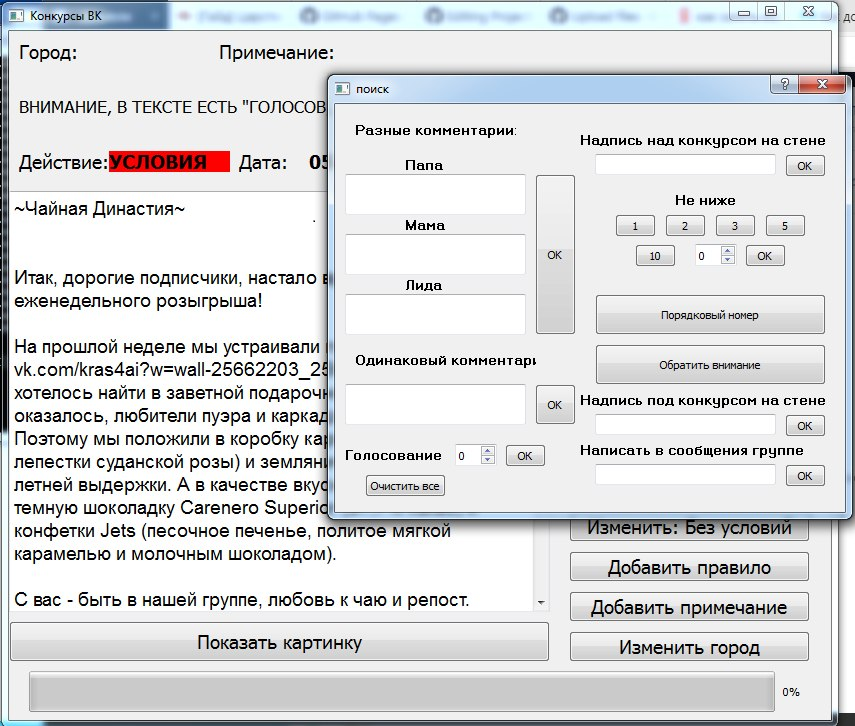 Конкурсы ВК
Город:
Примечание:
ВНИМАНИЕ, В ТЕКСТЕ ЕСТЬ "ГОЛОСОВ
Действие:УСЛОВИЯ Дата: 05
~Чайная Династия~
Итак, дорогие подписчики, настало в
еженедельного розыгрыша!
На прошлой неделе мы устраивали
vk.com/kras4ai?w=wall-25662203_25
хотелось найти в заветной подарочн
оказалось, любители пуэра и каркад
Поэтому мы положили в коробку кар
лепестки суданской розы) и земляни
летней выдержки. А в качестве вкус
темную шоколадку Carenero Superio
конфетки Jets (песочное печенье, политое мягкой
карамелью и молочным шоколадом).
С вас - быть в нашей группе, любовь к чаю и репост.
Показать картинку
0%
Изменить: Без условий
Добавить правило
Добавить примечание
Изменить город
поиск
Разные комментарии:
Папа
Мама
OK
Лида
Одинаковый комментари
OK
Голосование 0 OK
Очистить все
Надпись над конкурсом на стене
OK
Не ниже
1 2 3 5
10 0 OK
Порядковый номер
Обратить внимание
Надпись под конкурсом на стене
OK
Написать в сообщения группе
OK